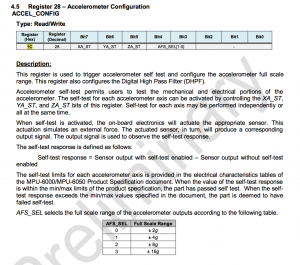 4.5 Register 28 – Accelerometer Configuration
ACCEL_CONFIG
Type: Read/Write
Register (Hex) Register (Decimal) Bit7 Bit6 Bit5 Bit4 Bit3 Bit2 Bit1 Bit0
1C 28 XA_ST YA_ST ZA_ST AFS_SEL[1:0] -
Description:
This register is used to trigger accelerometer self test and configure the accelerometer full scale
range. This register also configures the Digital High Pass Filter (DHPF).
Accelerometer self-test permits users to test the mechanical and electrical portions of the
accelerometer. The self-test for each accelerometer axis can be activated by controlling the XA_ST,
YA_ST, and ZA_ST bits of this register. Self-test for each axis may be performed independently or
all at the same time.
When self-test is activated, the on-board electronics will actuate the appropriate sensor. This
actuation simulates an external force. The actuated sensor, in turn, will produce a corresponding
output signal. The output signal is used to observe the self-test response.
The self-test response is defined as follows:
Self-test response = Sensor output with self-test enabled – Sensor output without self-test
enabled
The self-test limits for each accelerometer axis is provided in the electrical characteristics tables of
the MPU-6000/MPU-6050 Product Specification document. When the value of the self-test response
is within the min/max limits of the product specification, the part has passed self test. When the self-
test response exceeds the min/max values specified in the document, the part is deemed to have
failed self-test.
AFS_SEL selects the full scale range of the accelerometer outputs according to the following table.
AFS_SEL Full Scale Range
0 ± 2g
1 ± 4g
2 ± 8g
3 ± 16g
Preliminary